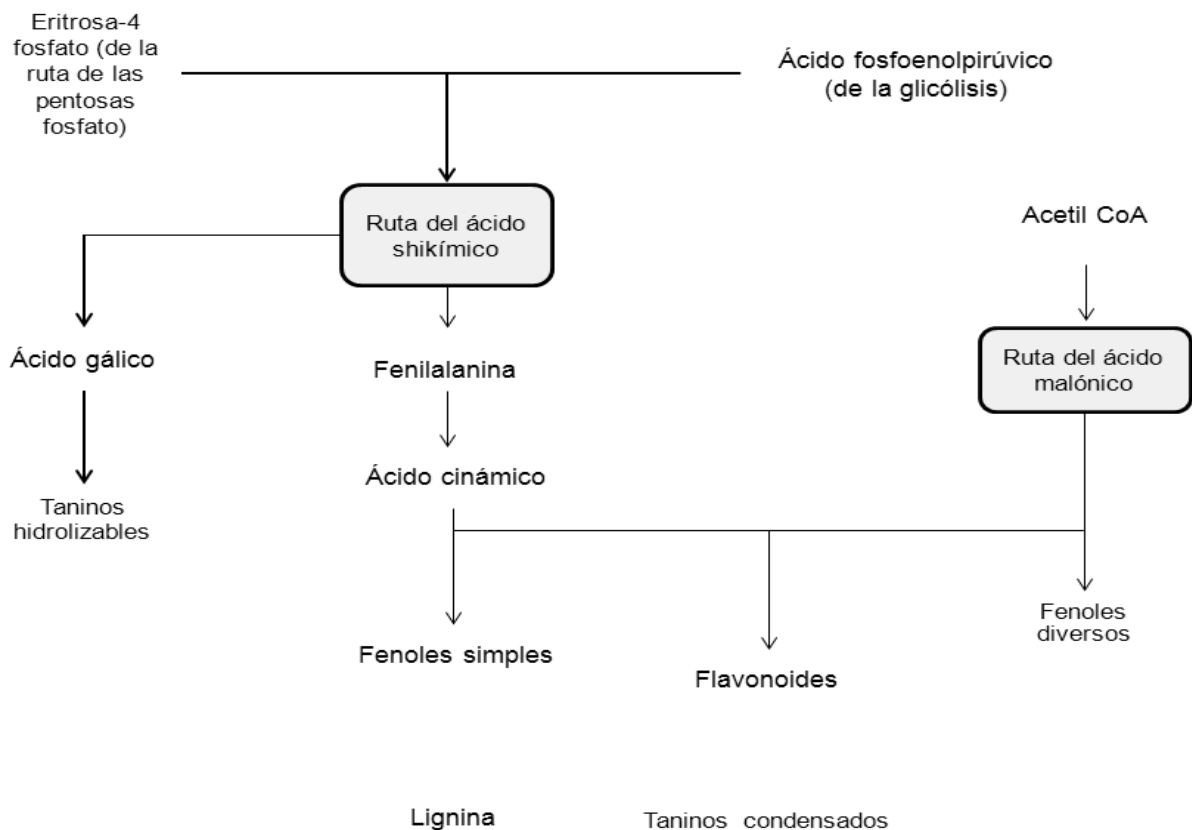 Eritrosa-4
fosfato (de la
ruta de las
pentosas
fosfato)
Ácido fosfoenolpirúvico
(de la glicólisis)
Ruta del ácido
shikímico
Acetil CoA
Ácido gálico
Fenilalanina
Ruta del ácido
malónico
Ácido cinámico
Taninos
hidrolizables
Fenoles simples
Flavonoides
Fenoles
diversos
Lignina
Taninos condensados